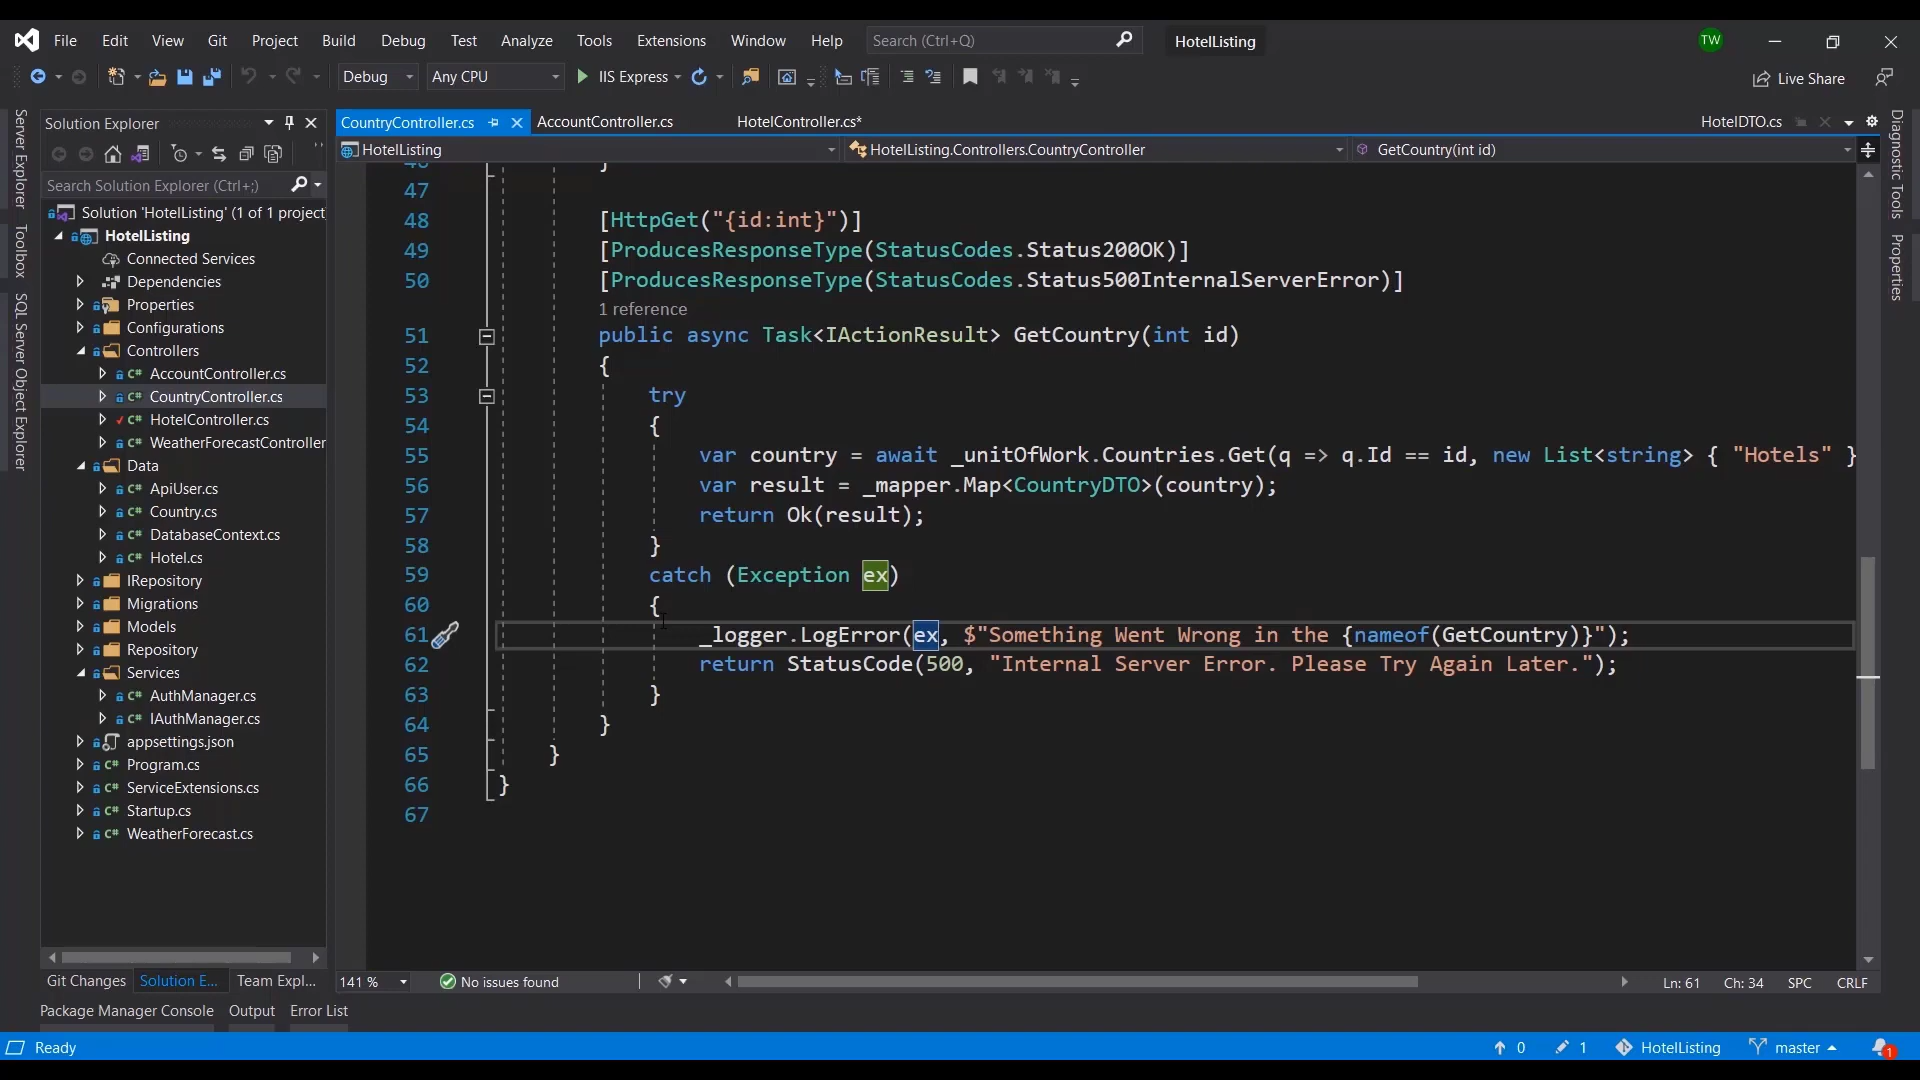 File Edit View Git Project Build Debug Test Analyze Tools Extensions Window Help Search (Ctrl+Q) HotelListing TW
Debug Any CPU IIS Express Live Share
Server Explorer
Toolbox
SQL Server Object Explorer
Solution Explorer
Search Solution Explorer (Ctrl+;)
Solution 'HotelListing' (1 of 1 project
HotelListing
Connected Services
Dependencies
Properties
Configurations
Controllers
C# AccountController.cs
C# CountryController.cs
C# HotelController.cs
C# WeatherForecastController
Data
C# ApiUser.cs
C# Country.cs
C# DatabaseContext.cs
C# Hotel.cs
IRepository
Migrations
Models
Repository
Services
C# AuthManager.cs
C# IAuthManager.cs
appsettings.json
C# Program.cs
C# ServiceExtensions.cs
C# Startup.cs
C# WeatherForecast.cs
Git Changes Solution E... Team Expl...
CountryController.cs AccountController.cs HotelController.cs* HotelDTO.cs
HotelListing HotelListing.Controllers.CountryController GetCountry(int id)
46 }
47
48 [HttpGet("{id:int}")]
49 [ProducesResponseType(StatusCodes.Status200OK)]
50 [ProducesResponseType(StatusCodes.Status500InternalServerError)]
1 reference
51 public async Task<IActionResult> GetCountry(int id)
52 {
53 try
54 {
55 var country = await _unitOfWork.Countries.Get(q => q.Id == id, new List<string> { "Hotels" }
56 var result = _mapper.Map<CountryDTO>(country);
57 return Ok(result);
58 }
59 catch (Exception ex)
60 {
61 _logger.LogError(ex, $"Something Went Wrong in the {nameof(GetCountry)}");
62 return StatusCode(500, "Internal Server Error. Please Try Again Later.");
63 }
64 }
65 }
66 }
67
141 % No issues found Ln: 61 Ch: 34 SPC CRLF
Diagnostic Tools
Properties
Package Manager Console Output Error List
Ready 0 1 HotelListing master 1